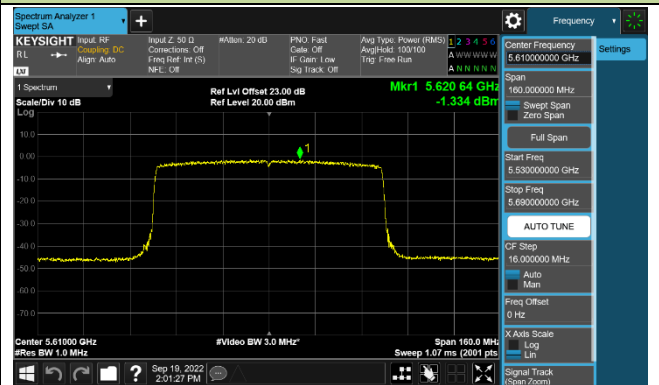 Spectrum Analyzer 1
Swept SA
+
Frequency
KEYSIGHT
RL
LXI
Input: RF
Coupling: DC
Align: Auto
Input Z: 50 Ω
Corrections: Off
Freq Ref: Int (S)
NFE: Off
#Atten: 20 dB
PNO: Fast
Gate: Off
IF Gain: Low
Sig Track: Off
Avg Type: Power (RMS)
Avg|Hold: 100/100
Trig: Free Run
1 2 3 4 5 6
A W W W W W
A N N N N N
1 Spectrum
Scale/Div 10 dB
Log
Ref Lvl Offset 23.00 dB
Ref Level 20.00 dBm
Mkr1 5.620 64 GHz
-1.334 dBm
10.0
0.00
-10.0
-20.0
-30.0
-40.0
-50.0
-60.0
-70.0
1
Center 5.61000 GHz
#Res BW 1.0 MHz
#Video BW 3.0 MHz*
Span 160.0 MHz
Sweep 1.07 ms (2001 pts)
Center Frequency
5.610000000 GHz
Settings
Span
160.000000 MHz
Swept Span
Zero Span
Full Span
Start Freq
5.530000000 GHz
Stop Freq
5.690000000 GHz
AUTO TUNE
CF Step
16.000000 MHz
Auto
Man
Freq Offset
0 Hz
X Axis Scale
Log
Lin
Signal Track
(Span Zoom)
?
Sep 19, 2022
2:01:27 PM